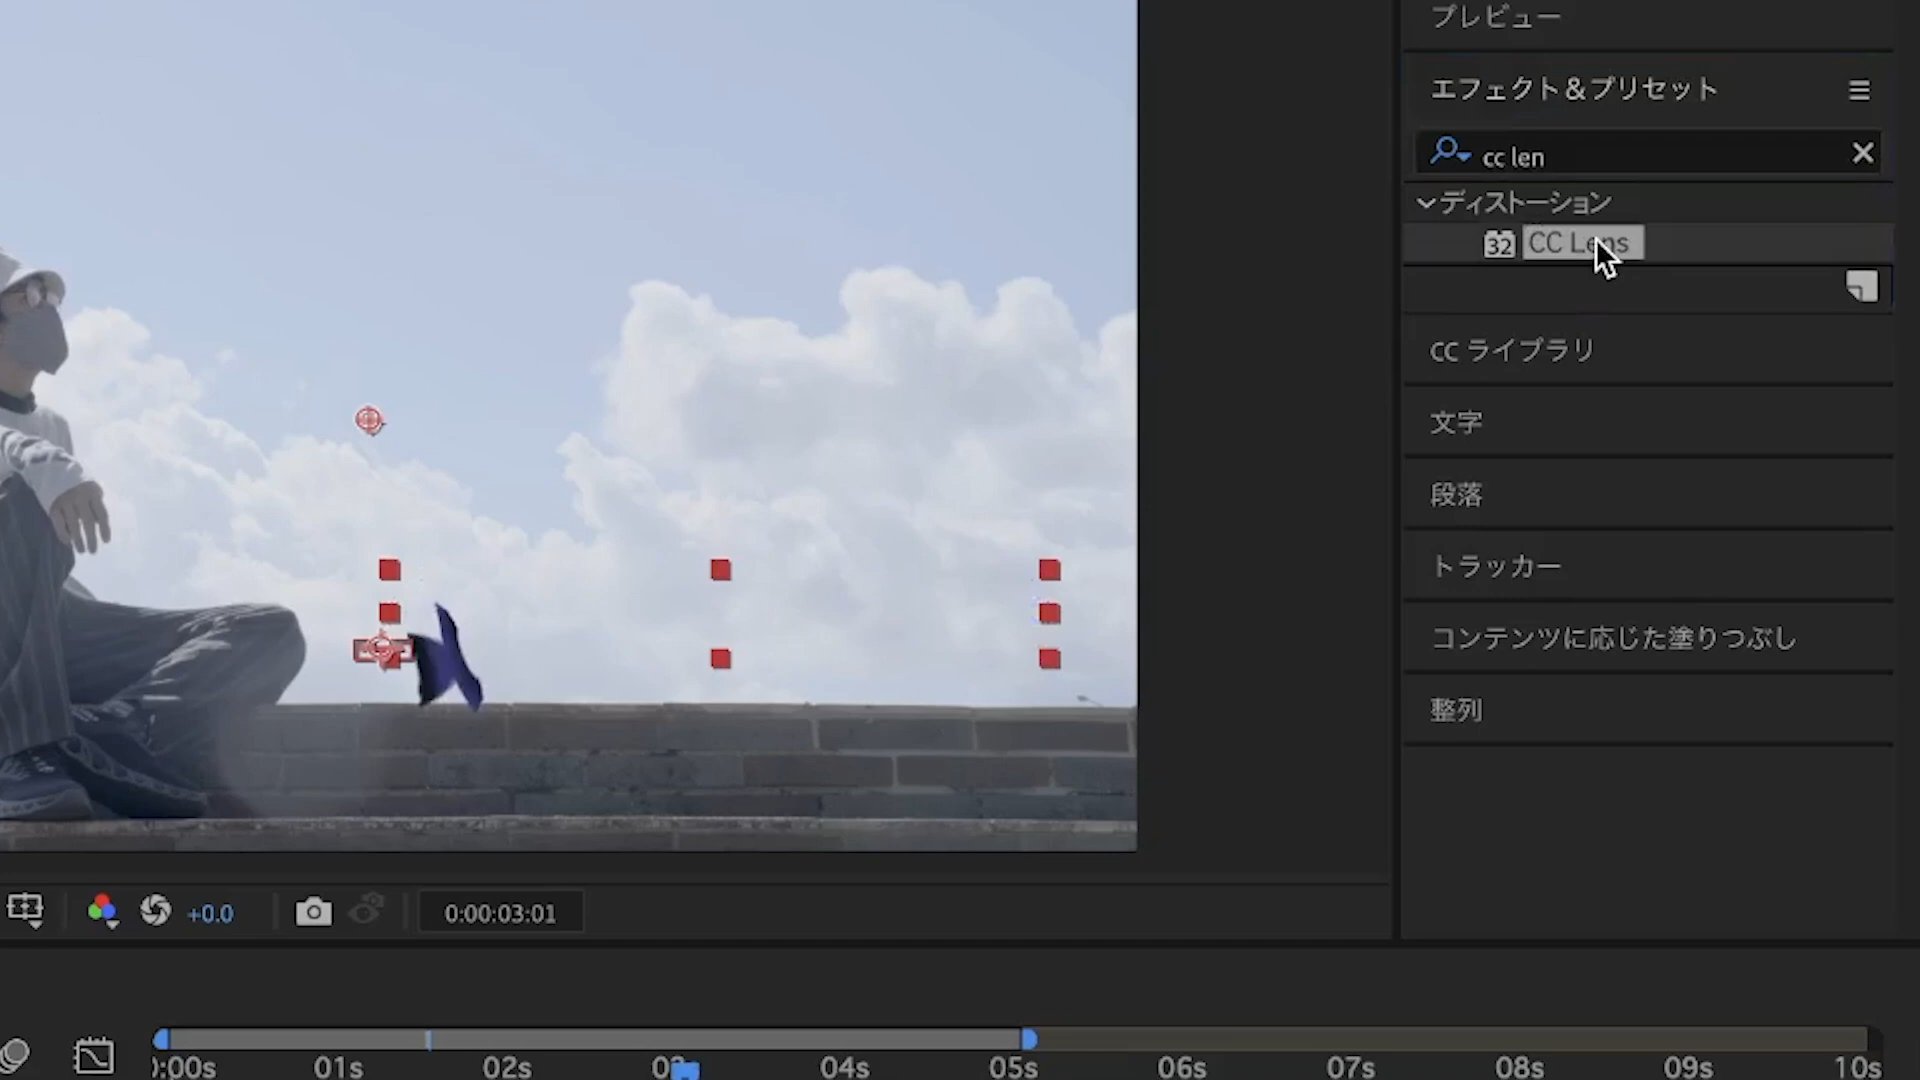 プレビュー
エフェクト＆プリセット
cc len
ディストーション
32 CC Lens
cc ライブラリ
文字
段落
トラッカー
コンテンツに応じた塗りつぶし
整列
+0.0
0:00:03:01
):00s 01s 02s 04s 05s 06s 07s 08s 09s 10s